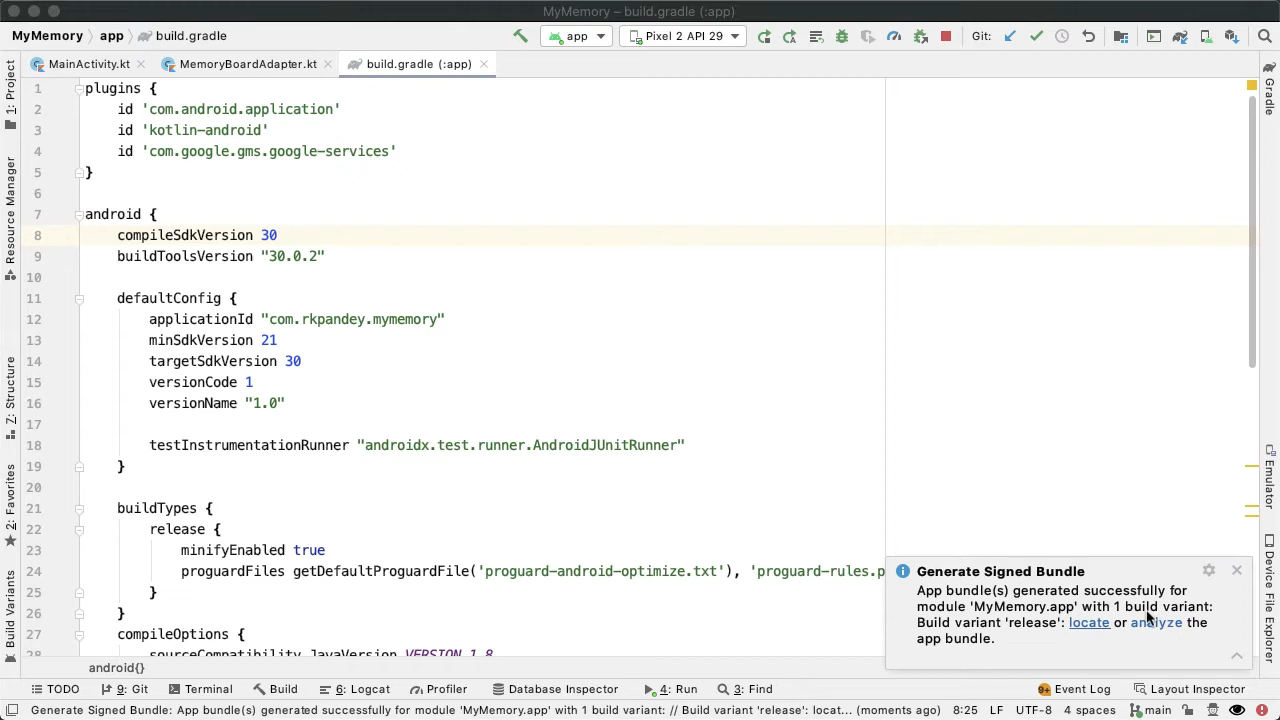 MyMemory – build.gradle (:app)
MyMemory app build.gradle
app Pixel 2 API 29 Git:
MainActivity.kt MemoryBoardAdapter.kt build.gradle (:app)
1: Project
Resource Manager
Z: Structure
2: Favorites
Build Variants
1 plugins {
2 id 'com.android.application'
3 id 'kotlin-android'
4 id 'com.google.gms.google-services'
5 }
6
7 android {
8 compileSdkVersion 30
9 buildToolsVersion "30.0.2"
10
11 defaultConfig {
12 applicationId "com.rkpandey.mymemory"
13 minSdkVersion 21
14 targetSdkVersion 30
15 versionCode 1
16 versionName "1.0"
17
18 testInstrumentationRunner "androidx.test.runner.AndroidJUnitRunner"
19 }
20
21 buildTypes {
22 release {
23 minifyEnabled true
24 proguardFiles getDefaultProguardFile('proguard-android-optimize.txt'), 'proguard-rules.p
25 }
26 }
27 compileOptions {
28 sourceCompatibility JavaVersion.VERSION_1_8
Gradle
Emulator
Device File Explorer
Generate Signed Bundle
App bundle(s) generated successfully for
module 'MyMemory.app' with 1 build variant:
Build variant 'release': locate or analyze the
app bundle.
android{}
TODO 9: Git Terminal Build 6: Logcat Profiler Database Inspector 4: Run 3: Find Event Log Layout Inspector
Generate Signed Bundle: App bundle(s) generated successfully for module 'MyMemory.app' with 1 build variant: // Build variant 'release': locat... (moments ago) 8:25 LF UTF-8 4 spaces main